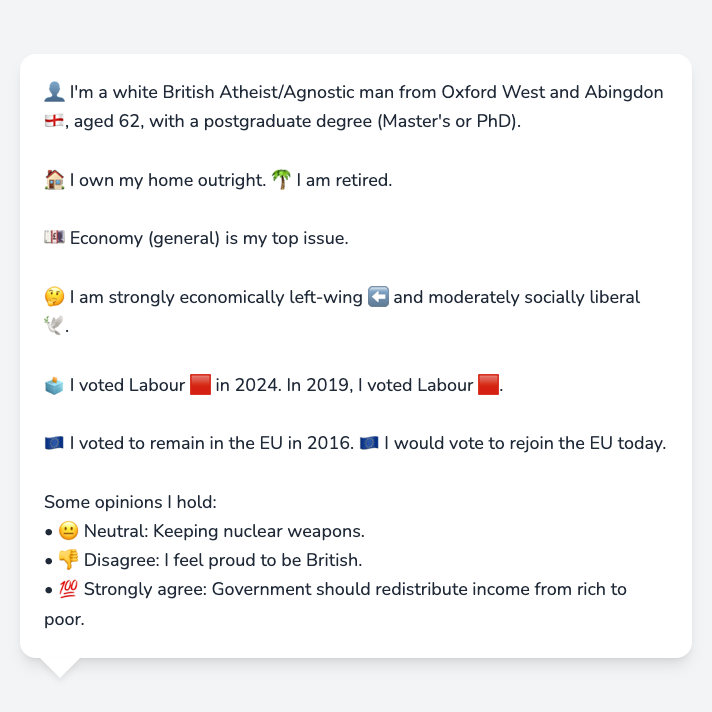 👤 I'm a white British Atheist/Agnostic man from Oxford West and Abingdon
🏴󠁧󠁢󠁥󠁮󠁧󠁿, aged 62, with a postgraduate degree (Master's or PhD).
🏠 I own my home outright. 🌴 I am retired.
💷 Economy (general) is my top issue.
🤔 I am strongly economically left-wing ⬅️ and moderately socially liberal
🕊️.
🗳️ I voted Labour 🟥 in 2024. In 2019, I voted Labour 🟥.
🇪🇺 I voted to remain in the EU in 2016. 🇪🇺 I would vote to rejoin the EU today.
Some opinions I hold:
• 😐 Neutral: Keeping nuclear weapons.
• 👎 Disagree: I feel proud to be British.
• 💯 Strongly agree: Government should redistribute income from rich to
poor.